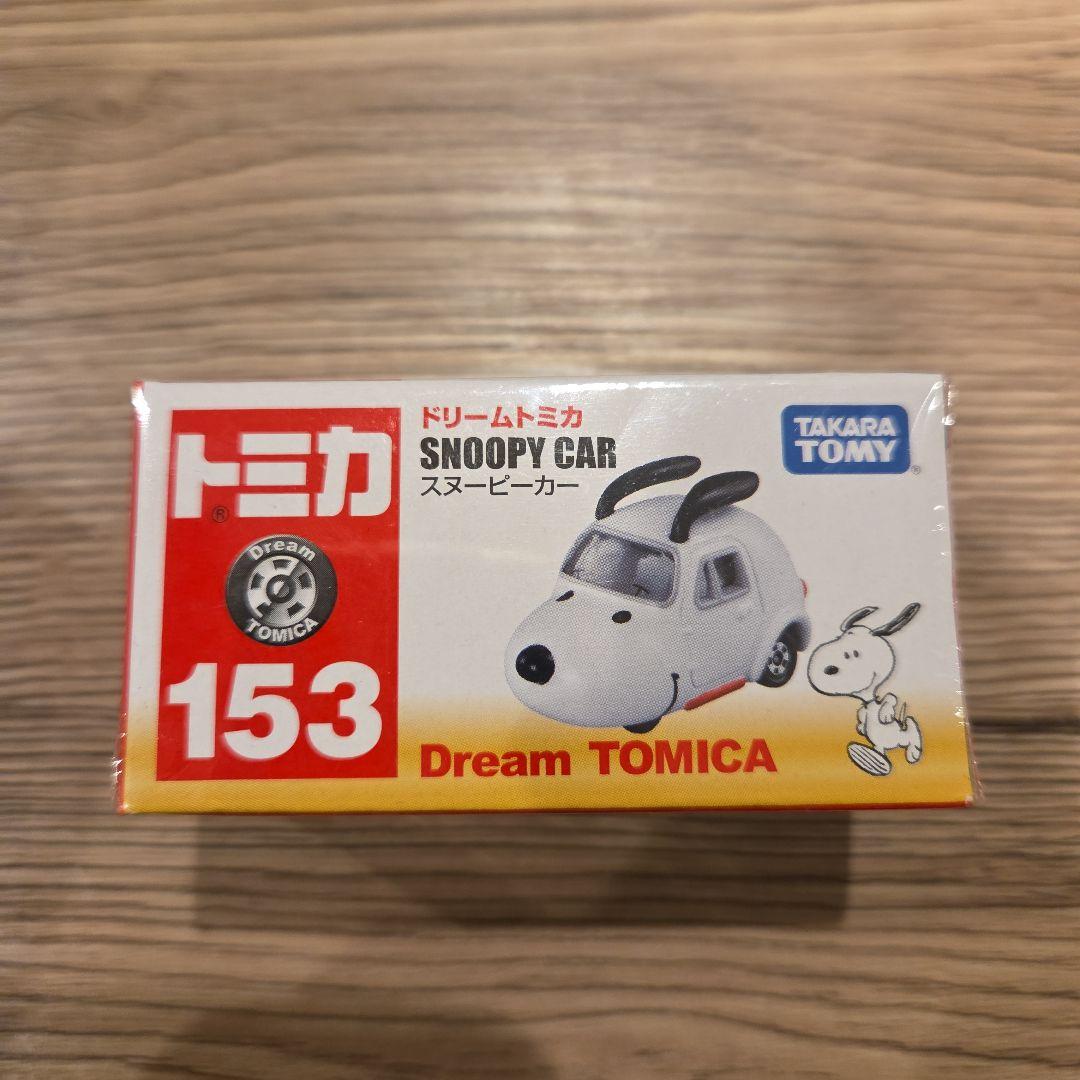 トミカ
®
Dream
TOMICA
153
ドリームトミカ
SNOOPY CAR
スヌーピーカー
Dream TOMICA
TAKARA
TOMY
®